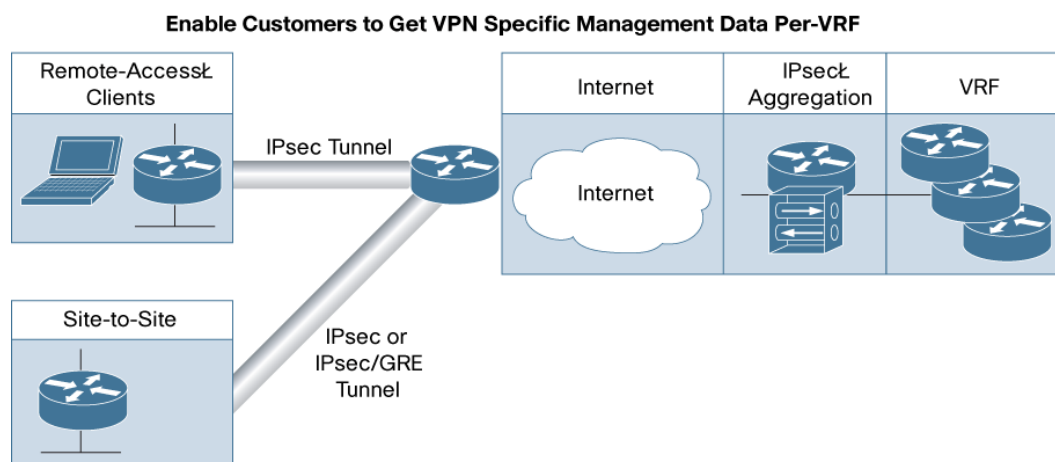 Enable Customers to Get VPN Specific Management Data Per-VRF
Remote-AccessŁ
Clients
IPsec Tunnel
Internet
IPsecŁ
Aggregation
VRF
Internet
Site-to-Site
IPsec or
IPsec/GRE
Tunnel